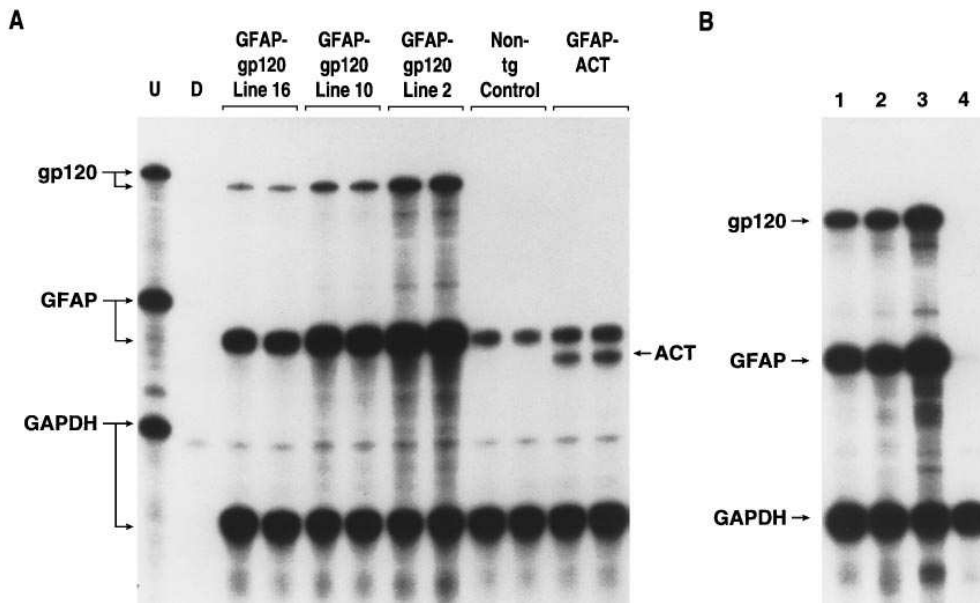 A
U
D
GFAP-
gp120
Line 16
GFAP-
gp120
Line 10
GFAP-
gp120
Line 2
Non-
tg
Control
GFAP-
ACT
gp120
GFAP
GAPDH
ACT
B
1 2 3 4
gp120
GFAP
GAPDH